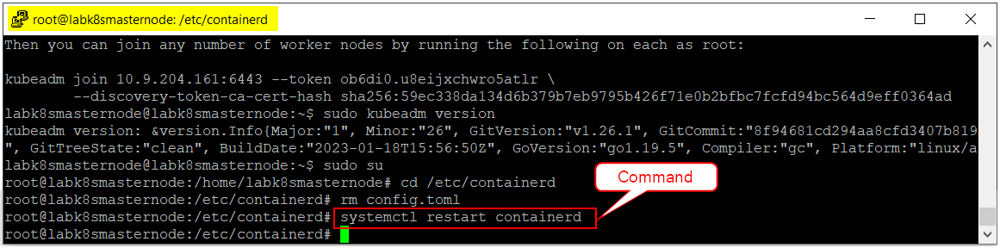 root@labk8smasternode: /etc/containerd
Then you can join any number of worker nodes by running the following on each as root:
kubeadm join 10.9.204.161:6443 --token ob6di0.u8eijxchwro5atlr \
        --discovery-token-ca-cert-hash sha256:59ec338da134d6b379b7eb9795b426f71e0b2bfbc7fcfd94bc564d9eff0364ad
labk8smasternode@labk8smasternode:~$ sudo kubeadm version
kubeadm version: &version.Info{Major:"1", Minor:"26", GitVersion:"v1.26.1", GitCommit:"8f94681cd294aa8cfd3407b819
", GitTreeState:"clean", BuildDate:"2023-01-18T15:56:50Z", GoVersion:"go1.19.5", Compiler:"gc", Platform:"linux/a
labk8smasternode@labk8smasternode:~$ sudo su
root@labk8smasternode:/home/labk8smasternode# cd /etc/containerd
Command
root@labk8smasternode:/etc/containerd# rm config.toml
root@labk8smasternode:/etc/containerd# systemctl restart containerd
root@labk8smasternode:/etc/containerd#